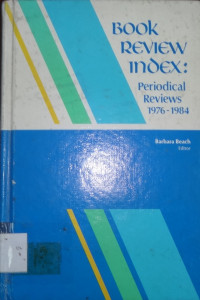 BOOK
REVIEW
INDEX:
Periodical
Reviews
1976-1984
Barbara Beach
Editor